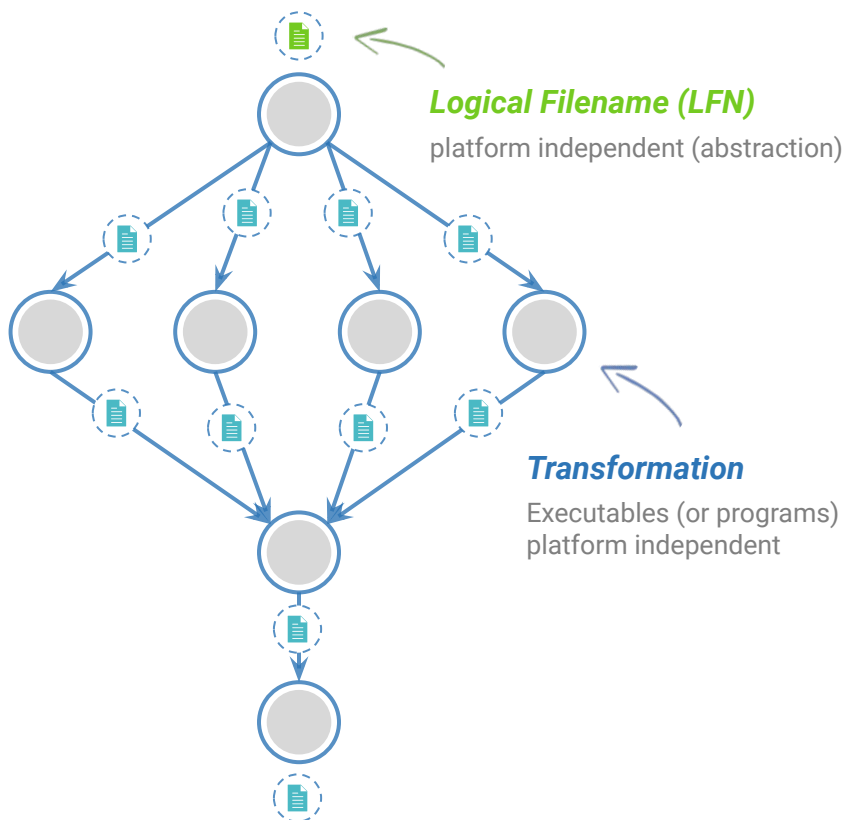 Logical Filename (LFN)
platform independent (abstraction)
Transformation
Executables (or programs)
platform independent